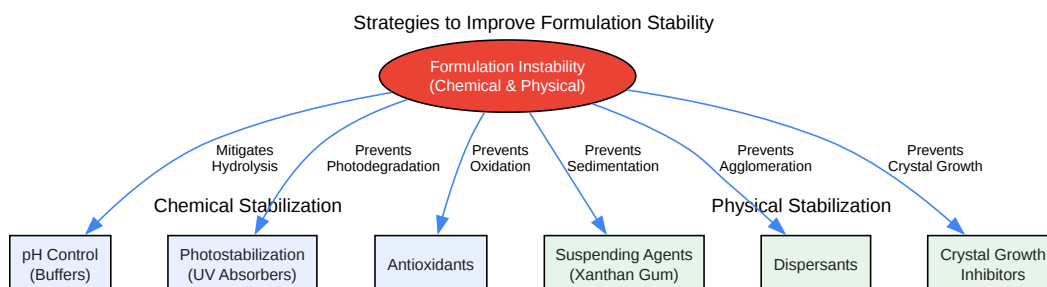 Strategies to Improve Formulation Stability
Formulation Instability
(Chemical & Physical)
Mitigates
Hydrolysis
Prevents
Photodegradation
Prevents
Oxidation
Prevents
Sedimentation
Prevents
Agglomeration
Prevents
Crystal Growth
Chemical Stabilization
Physical Stabilization
pH Control
(Buffers)
Photostabilization
(UV Absorbers)
Antioxidants
Suspending Agents
(Xanthan Gum)
Dispersants
Crystal Growth
Inhibitors